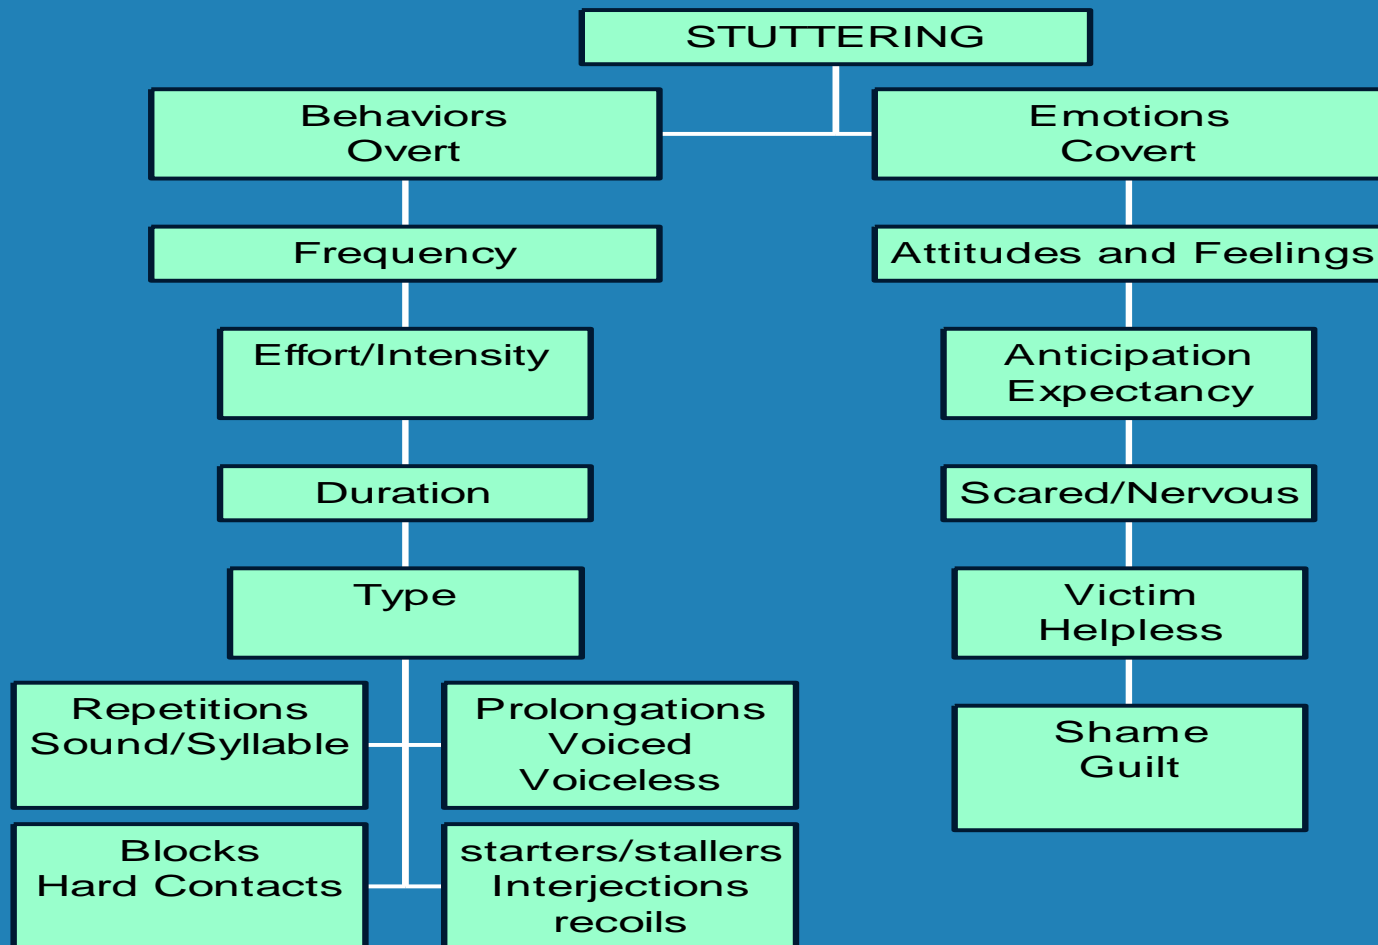 STUTTERING
Behaviors
Overt
Emotions
Covert
Frequency
Attitudes and Feelings
Effort/Intensity
Anticipation
Expectancy
Duration
Scared/Nervous
Type
Victim
Helpless
Repetitions
Sound/Syllable
Prolongations
Voiced
Voiceless
Shame
Guilt
Blocks
Hard Contacts
starters/stallers
Interjections
recoils